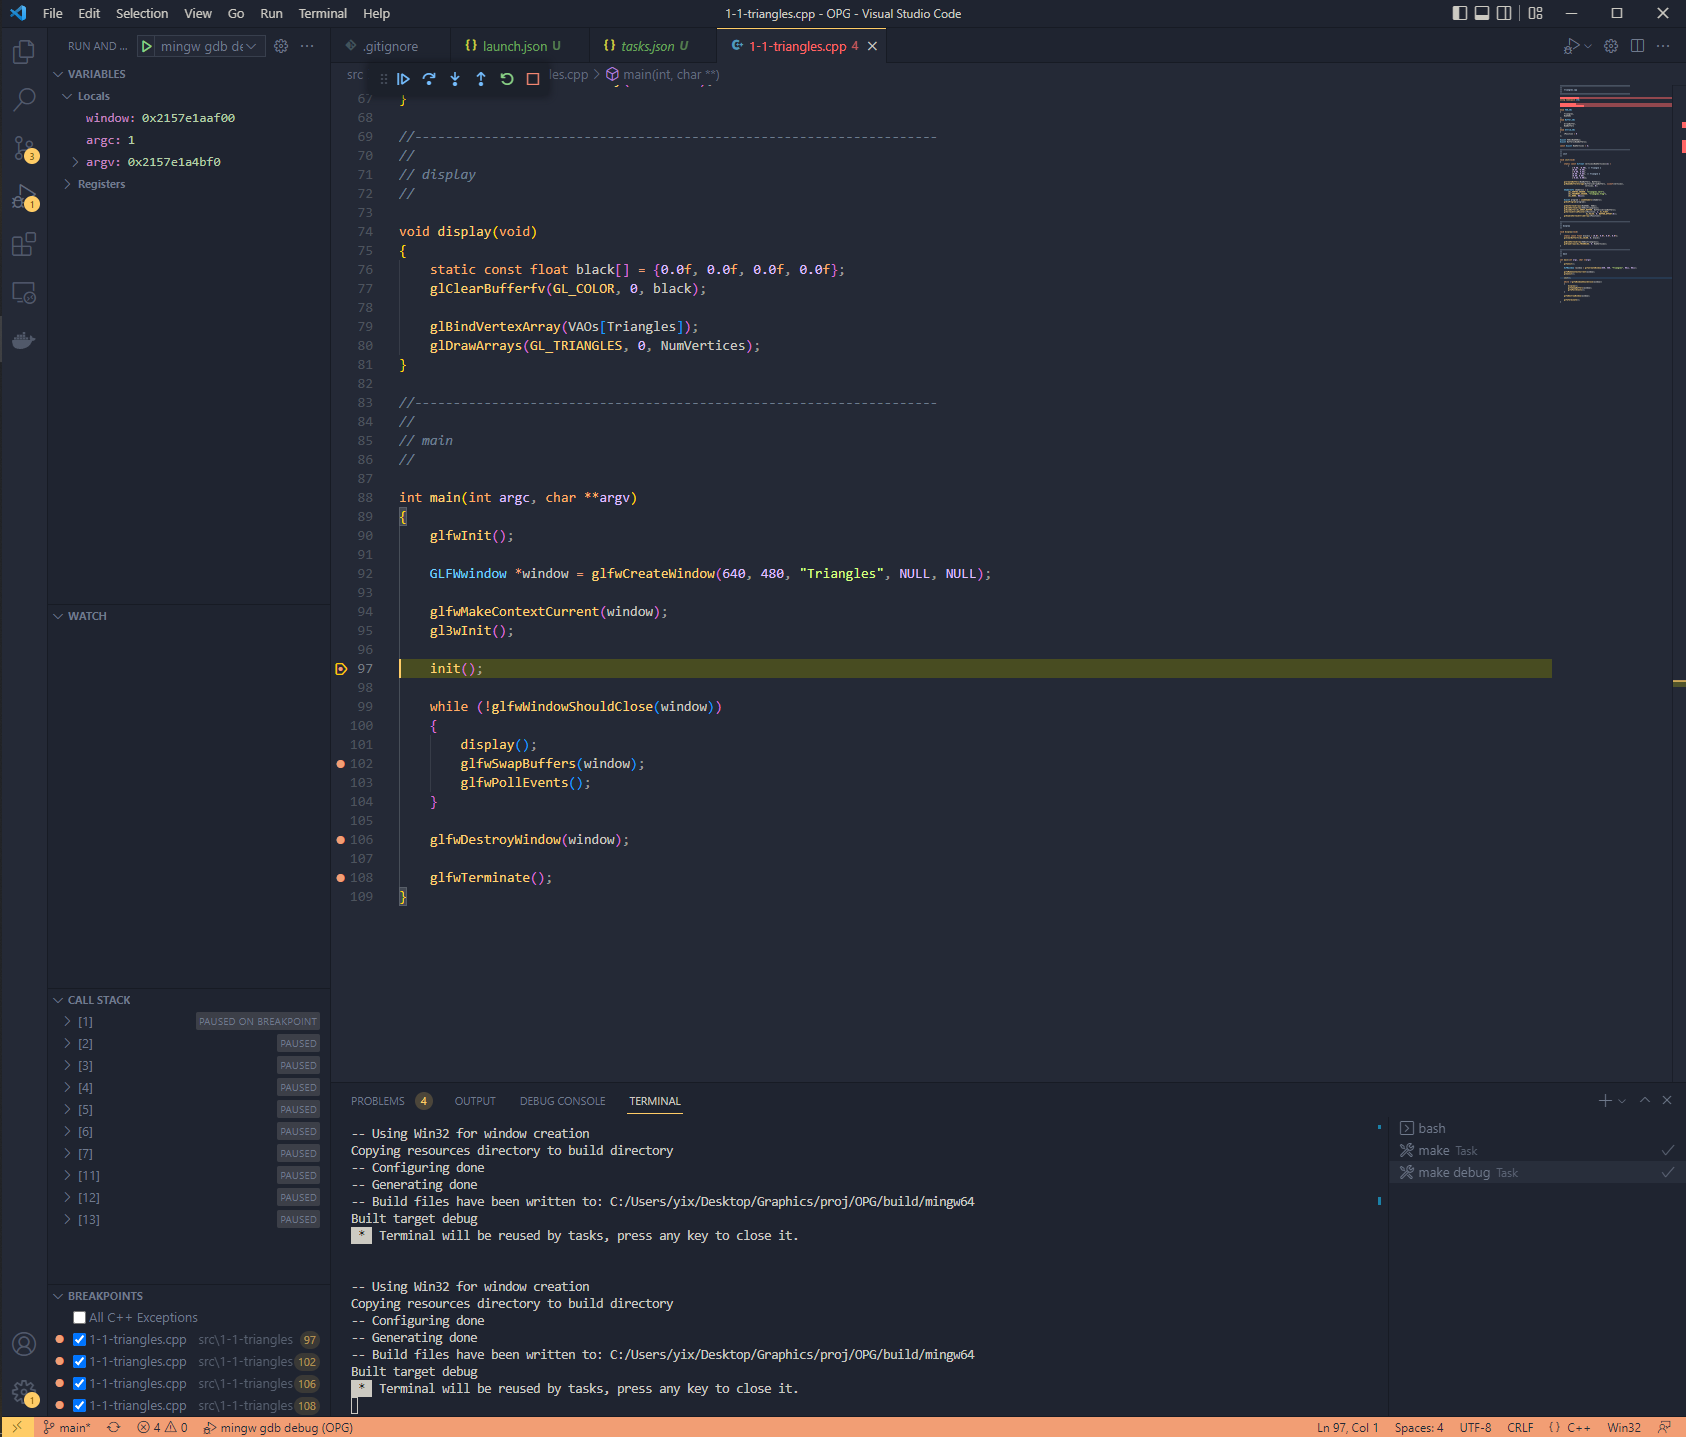 File Edit Selection View Go Run Terminal Help
1-1-triangles.cpp - OPG - Visual Studio Code
RUN AND ... mingw gdb de
.gitignore
launch.json U
tasks.json U
1-1-triangles.cpp 4
src
les.cpp > main(int, char **)
VARIABLES
Locals
window: 0x2157e1aaf00
argc: 1
argv: 0x2157e1a4bf0
Registers
WATCH
CALL STACK
[1] PAUSED ON BREAKPOINT
[2] PAUSED
[3] PAUSED
[4] PAUSED
[5] PAUSED
[6] PAUSED
[7] PAUSED
[11] PAUSED
[12] PAUSED
[13] PAUSED
BREAKPOINTS
All C++ Exceptions
1-1-triangles.cpp src\1-1-triangles 97
1-1-triangles.cpp src\1-1-triangles 102
1-1-triangles.cpp src\1-1-triangles 106
1-1-triangles.cpp src\1-1-triangles 108
3
1
1
67 }
68
69 //--------------------------------------------------------------------
70 //
71 // display
72 //
73
74 void display(void)
75 {
76 static const float black[] = {0.0f, 0.0f, 0.0f, 0.0f};
77 glClearBufferfv(GL_COLOR, 0, black);
78
79 glBindVertexArray(VAOs[Triangles]);
80 glDrawArrays(GL_TRIANGLES, 0, NumVertices);
81 }
82
83 //--------------------------------------------------------------------
84 //
85 // main
86 //
87
88 int main(int argc, char **argv)
89 {
90 glfwInit();
91
92 GLFWwindow *window = glfwCreateWindow(640, 480, "Triangles", NULL, NULL);
93
94 glfwMakeContextCurrent(window);
95 gl3wInit();
96
97 init();
98
99 while (!glfwWindowShouldClose(window))
100 {
101 display();
102 glfwSwapBuffers(window);
103 glfwPollEvents();
104 }
105
106 glfwDestroyWindow(window);
107
108 glfwTerminate();
109 }
PROBLEMS 4 OUTPUT DEBUG CONSOLE TERMINAL
-- Using Win32 for window creation
Copying resources directory to build directory
-- Configuring done
-- Generating done
-- Build files have been written to: C:/Users/yix/Desktop/Graphics/proj/OPG/build/mingw64
Built target debug
* Terminal will be reused by tasks, press any key to close it.
-- Using Win32 for window creation
Copying resources directory to build directory
-- Configuring done
-- Generating done
-- Build files have been written to: C:/Users/yix/Desktop/Graphics/proj/OPG/build/mingw64
Built target debug
* Terminal will be reused by tasks, press any key to close it.
bash
make Task
make debug Task
main* 4 0 mingw gdb debug (OPG)
Ln 97, Col 1 Spaces: 4 UTF-8 CRLF {} C++ Win32